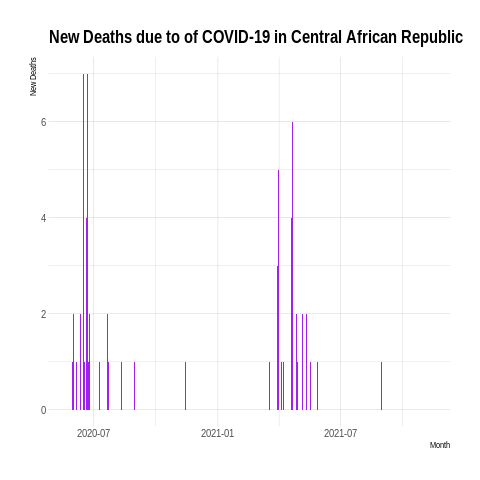 New Deaths due to of COVID-19 in Central African Republic
New Deaths
6
4
2
0
2020-07
2021-01
2021-07
Month